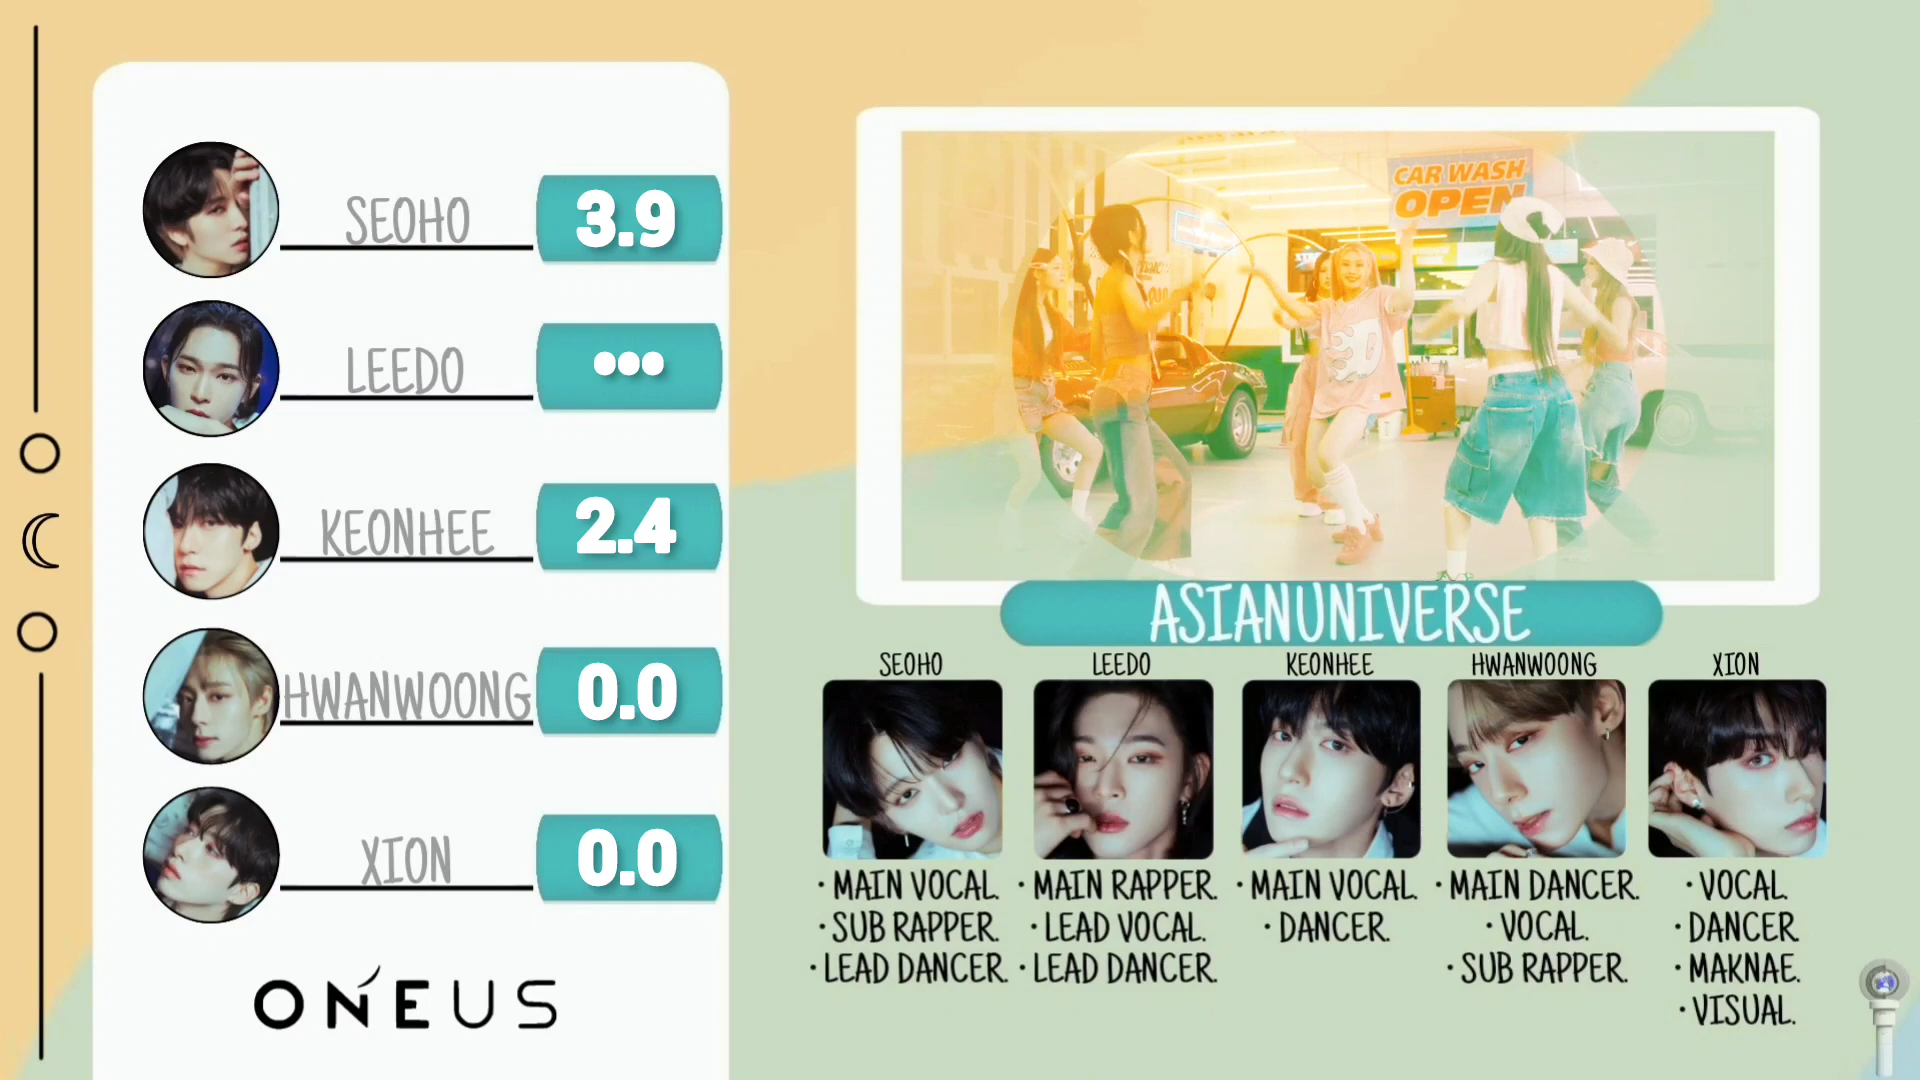 SEOHO 3.9
LEEDO •••
KEONHEE 2.4
HWANWOONG 0.0
XION 0.0
ONEUS
CAR WASH
OPEN
ASIANUNIVERSE
SEOHO
· MAIN VOCAL.
· SUB RAPPER.
· LEAD DANCER.
LEEDO
· MAIN RAPPER.
· LEAD VOCAL.
· LEAD DANCER.
KEONHEE
· MAIN VOCAL.
· DANCER.
HWANWOONG
· MAIN DANCER.
· VOCAL.
· SUB RAPPER.
XION
· VOCAL.
· DANCER.
· MAKNAE.
· VISUAL.